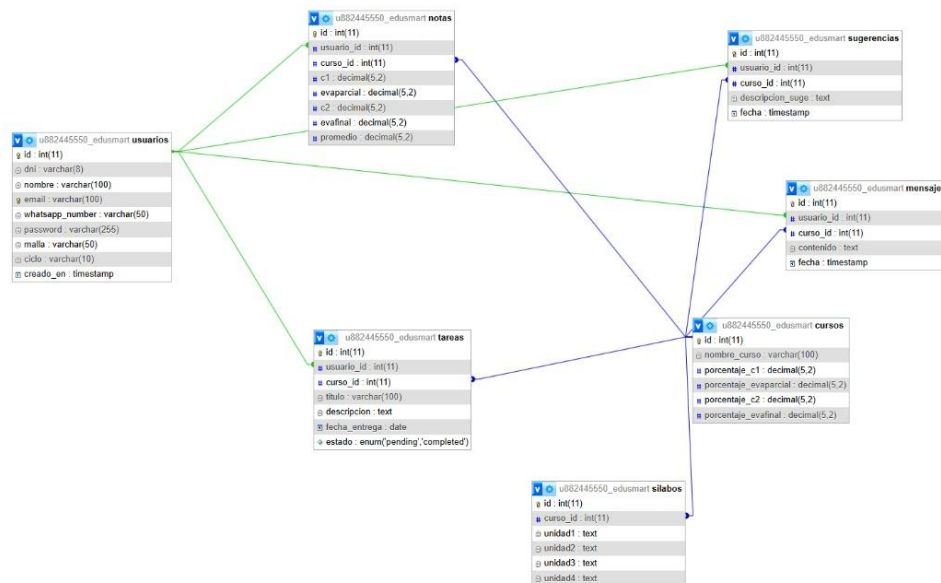 u882445550_edusmart notas
id : int(11)
usuario_id : int(11)
curso_id : int(11)
c1 : decimal(5,2)
evaparcial : decimal(5,2)
c2 : decimal(5,2)
evafinal : decimal(5,2)
promedio : decimal(5,2)
u882445550_edusmart sugerencias
id : int(11)
usuario_id : int(11)
curso_id : int(11)
descripcion_suge : text
fecha : timestamp
u882445550_edusmart usuarios
id : int(11)
dni : varchar(8)
nombre : varchar(100)
email : varchar(100)
whatsapp_number : varchar(50)
password : varchar(255)
malla : varchar(50)
ciclo : varchar(10)
creado_en : timestamp
u882445550_edusmart mensaje
id : int(11)
usuario_id : int(11)
curso_id : int(11)
contenido : text
fecha : timestamp
u882445550_edusmart tareas
id : int(11)
usuario_id : int(11)
curso_id : int(11)
titulo : varchar(100)
descripcion : text
fecha_entrega : date
estado : enum('pending','completed')
u882445550_edusmart cursos
id : int(11)
nombre_curso : varchar(100)
porcentaje_c1 : decimal(5,2)
porcentaje_evaparcial : decimal(5,2)
porcentaje_c2 : decimal(5,2)
porcentaje_evafinal : decimal(5,2)
u882445550_edusmart silabos
id : int(11)
curso_id : int(11)
unidad1 : text
unidad2 : text
unidad3 : text
unidad4 : text